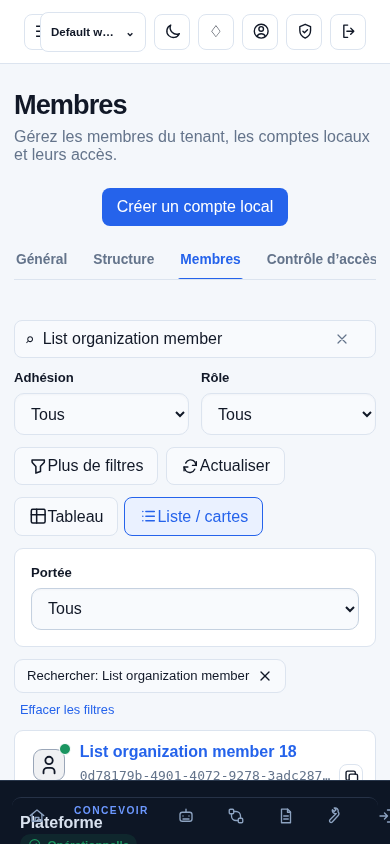 Default w…
Membres
Gérez les membres du tenant, les comptes locaux
et leurs accès.
Créer un compte local
Général Structure Membres Contrôle d’accès
List organization member
Adhésion Rôle
Tous Tous
Plus de filtres Actualiser
Tableau Liste / cartes
Portée
Tous
Rechercher: List organization member
Effacer les filtres
List organization member 18
0d78179b-4901-4072-9278-3adc287…
CONCEVOIR
Plateforme
Opérationnelle